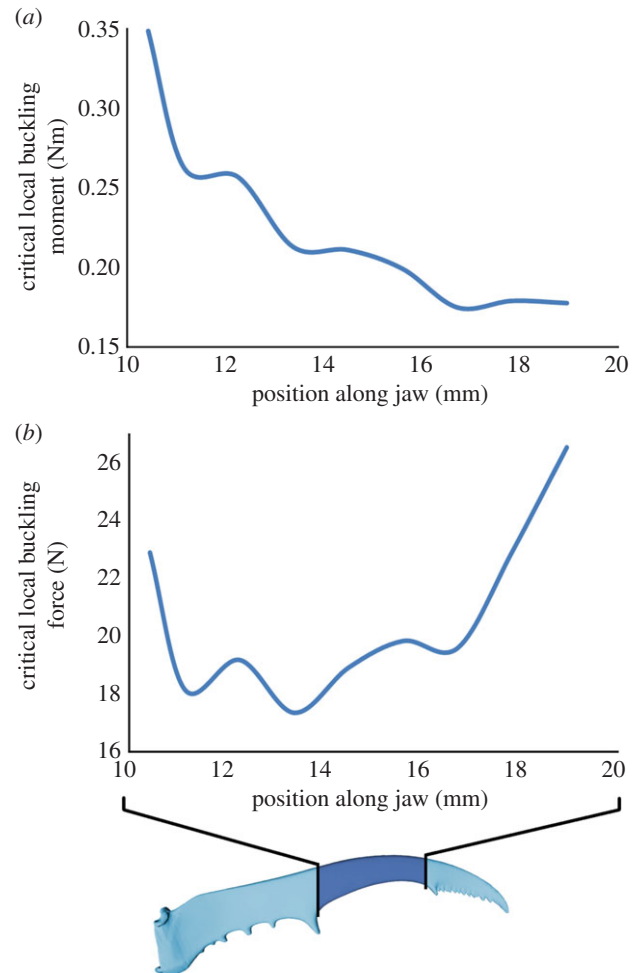 (a)
critical local buckling
moment (Nm)
0.35
0.30
0.25
0.20
0.15
10 12 14 16 18 20
position along jaw (mm)
(b)
critical local buckling
force (N)
26
24
22
20
18
16
10 12 14 16 18 20
position along jaw (mm)